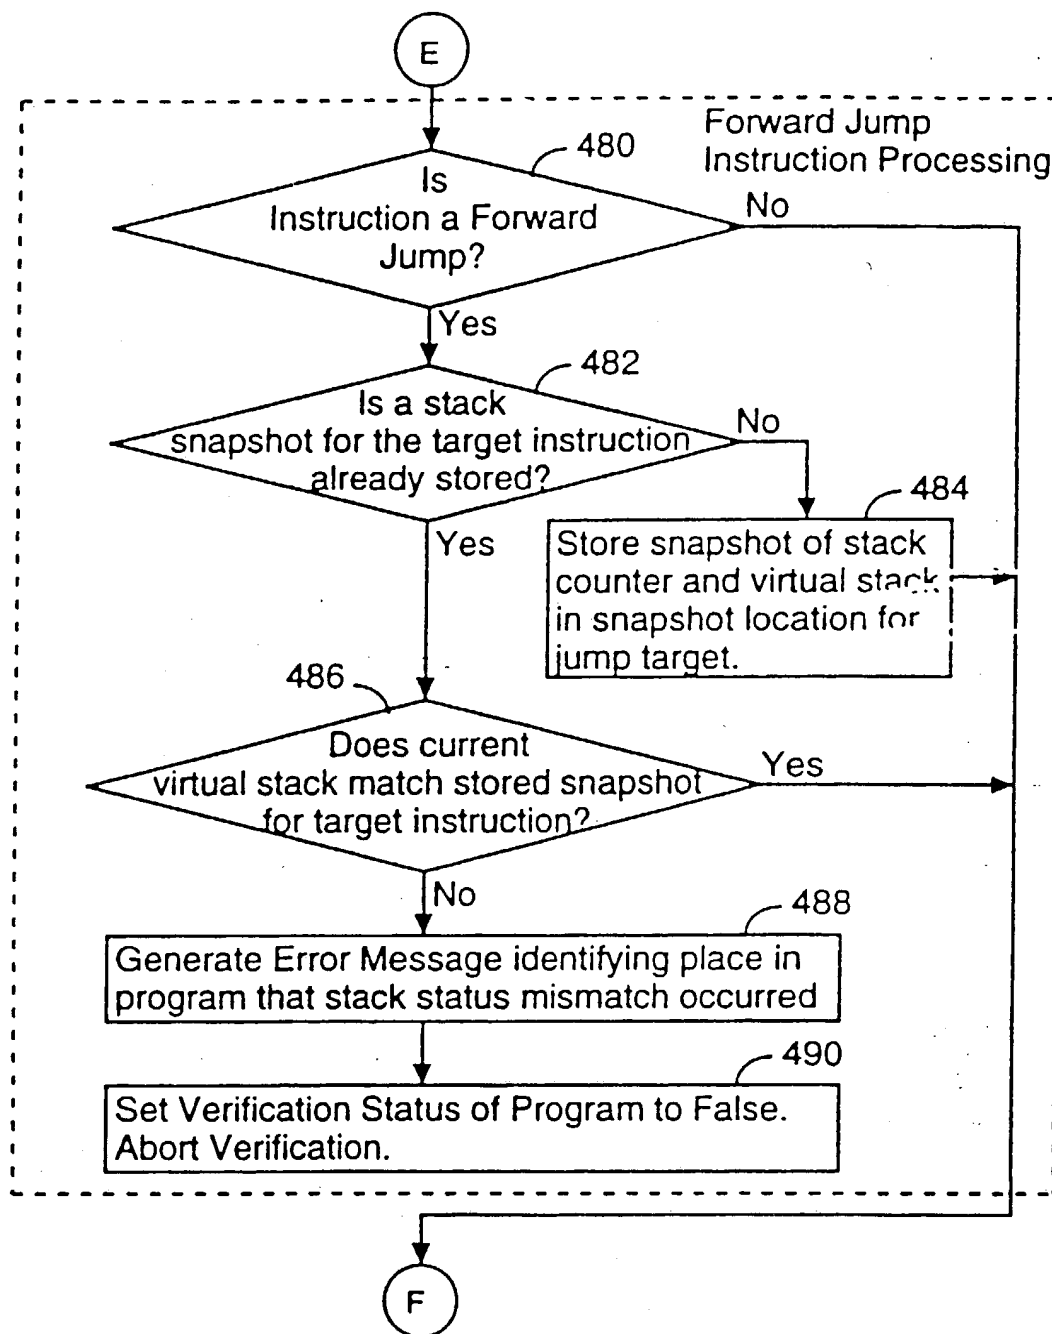 E
Forward Jump
Instruction Processing
480
Is
Instruction a Forward
Jump?
No
Yes
482
Is a stack
snapshot for the target instruction
already stored?
No
Yes
484
Store snapshot of stack
counter and virtual stack
in snapshot location for
jump target.
486
Does current
virtual stack match stored snapshot
for target instruction?
Yes
No
488
Generate Error Message identifying place in
program that stack status mismatch occurred
490
Set Verification Status of Program to False.
Abort Verification.
F